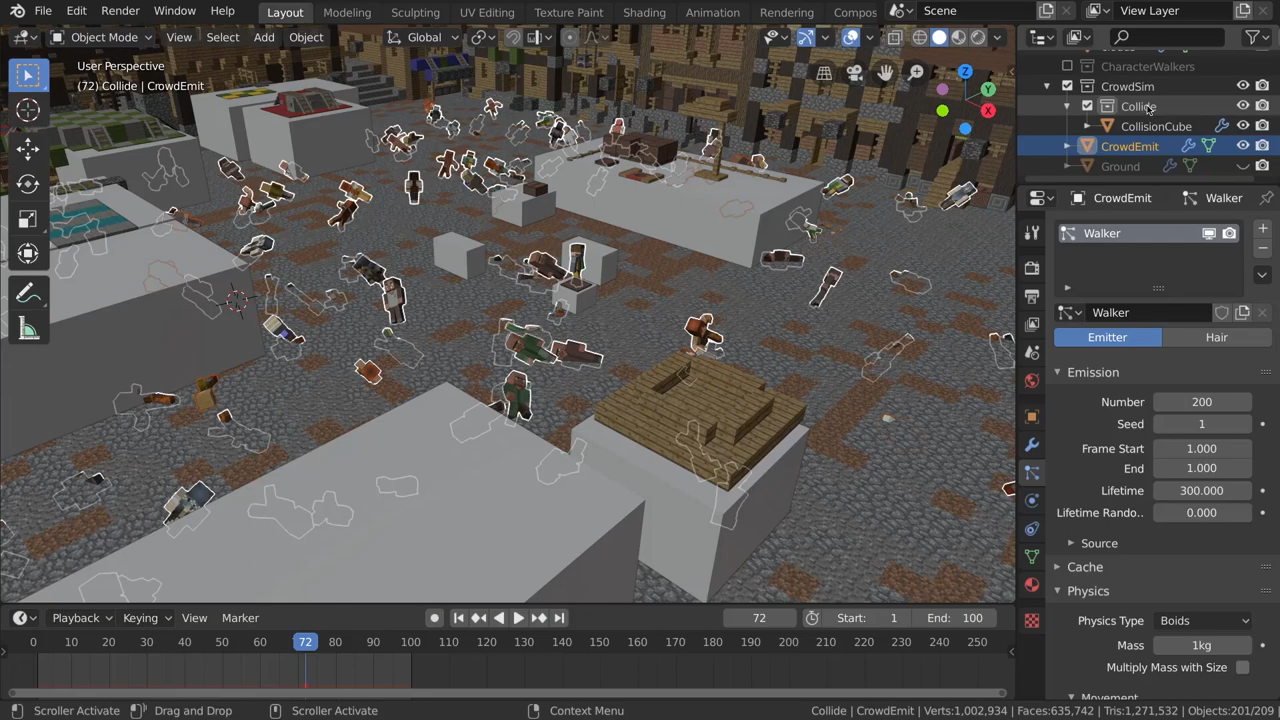 File Edit Render Window Help Layout Modeling Sculpting UV Editing Texture Paint Shading Animation Rendering Compos Scene View Layer
Object Mode View Select Add Object Global
User Perspective
(72) Collide | CrowdEmit
Z
Y
X
CharacterWalkers
CrowdSim
Collid
CollisionCube
CrowdEmit
Ground
CrowdEmit Walker
Walker
Walker
Emitter Hair
Emission
Number 200
Seed 1
Frame Start 1.000
End 1.000
Lifetime 300.000
Lifetime Rando.. 0.000
Source
Cache
Physics
Physics Type Boids
Mass 1kg
Multiply Mass with Size
Movement
Playback Keying View Marker 72 Start: 1 End: 100
0 10 20 30 40 50 60 72 80 90 100 110 120 130 140 150 160 170 180 190 200 210 220 230 240 250
Scroller Activate Drag and Drop Scroller Activate Context Menu Collide | CrowdEmit | Verts:1,002,934 | Faces:635,742 | Tris:1,271,532 | Objects:201/209